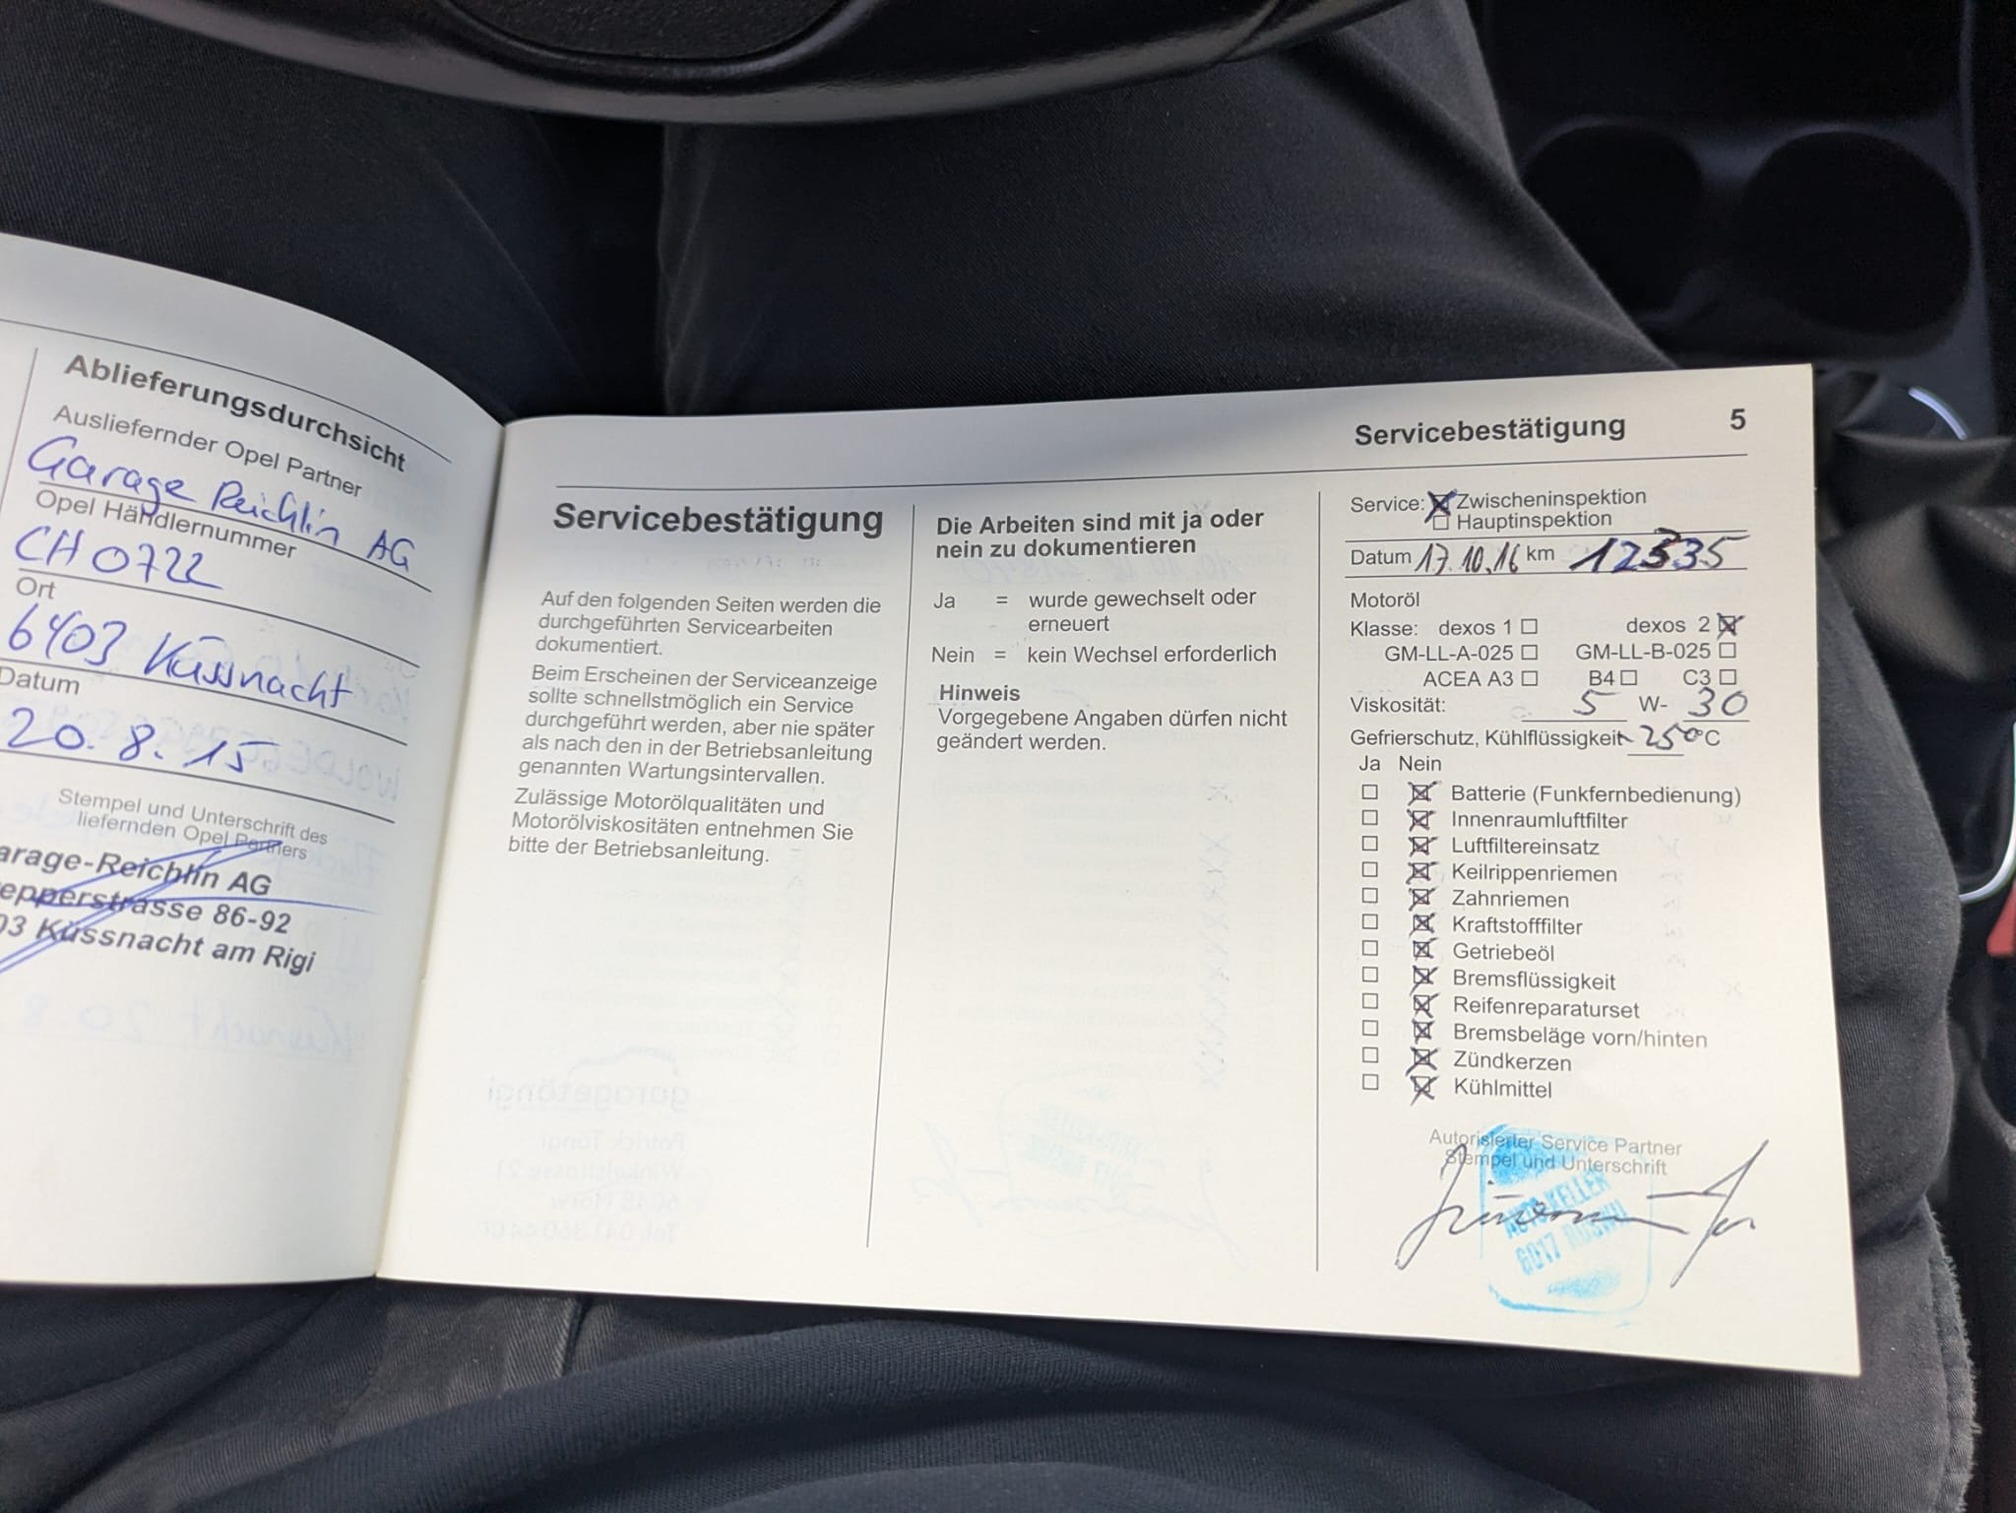 Ablieferungsdurchsicht
Ausliefernder Opel Partner
Garage Reichlin AG
Opel Händlernummer
CH 0722
Ort
6403 Küssnacht
Datum
20. 8. 15
Stempel und Unterschrift des
liefernden Opel Partners
arage-Reichlin AG
epperstrasse 86-92
03 Küssnacht am Rigi
Servicebestätigung 5
Servicebestätigung
Auf den folgenden Seiten werden die
durchgeführten Servicearbeiten
dokumentiert.
Beim Erscheinen der Serviceanzeige
sollte schnellstmöglich ein Service
durchgeführt werden, aber nie später
als nach den in der Betriebsanleitung
genannten Wartungsintervallen.
Zulässige Motorölqualitäten und
Motorölviskositäten entnehmen Sie
bitte der Betriebsanleitung.
Die Arbeiten sind mit ja oder
nein zu dokumentieren
Ja = wurde gewechselt oder
erneuert
Nein = kein Wechsel erforderlich
Hinweis
Vorgegebene Angaben dürfen nicht
geändert werden.
Service: Zwischeninspektion
Hauptinspektion
Datum 17.10.16 km 12335
Motoröl
Klasse: dexos 1 dexos 2
GM-LL-A-025 GM-LL-B-025
ACEA A3 B4 C3
Viskosität: 5 W- 30
Gefrierschutz, Kühlflüssigkeit -25°C
Ja Nein
Batterie (Funkfernbedienung)
Innenraumluftfilter
Luftfiltereinsatz
Keilrippenriemen
Zahnriemen
Kraftstofffilter
Getriebeöl
Bremsflüssigkeit
Reifenreparaturset
Bremsbeläge vorn/hinten
Zündkerzen
Kühlmittel
Autorisierter Service Partner
Stempel und Unterschrift
AUTO KELLER
6017 RUSWIL